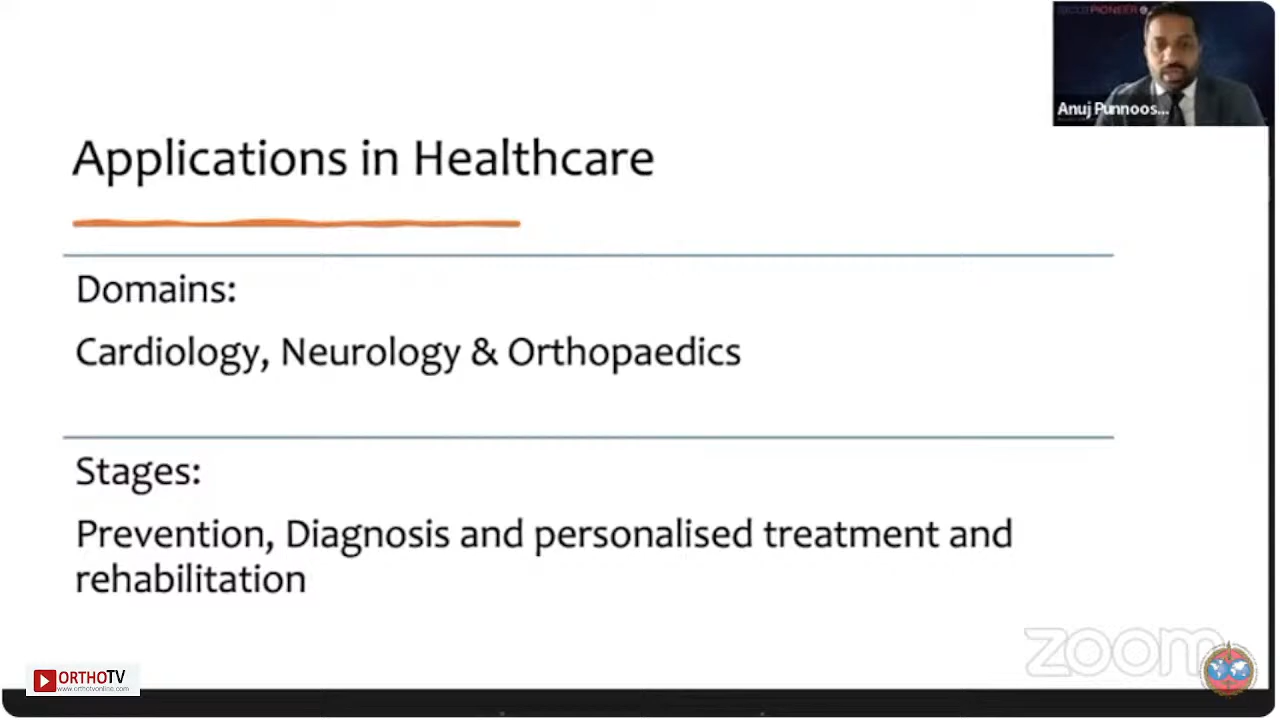 PIONEER
Anuj Punnoos...
Applications in Healthcare
Domains:
Cardiology, Neurology & Orthopaedics
Stages:
Prevention, Diagnosis and personalised treatment and
rehabilitation
zoom
ORTHOTV
www.orthotvonline.com